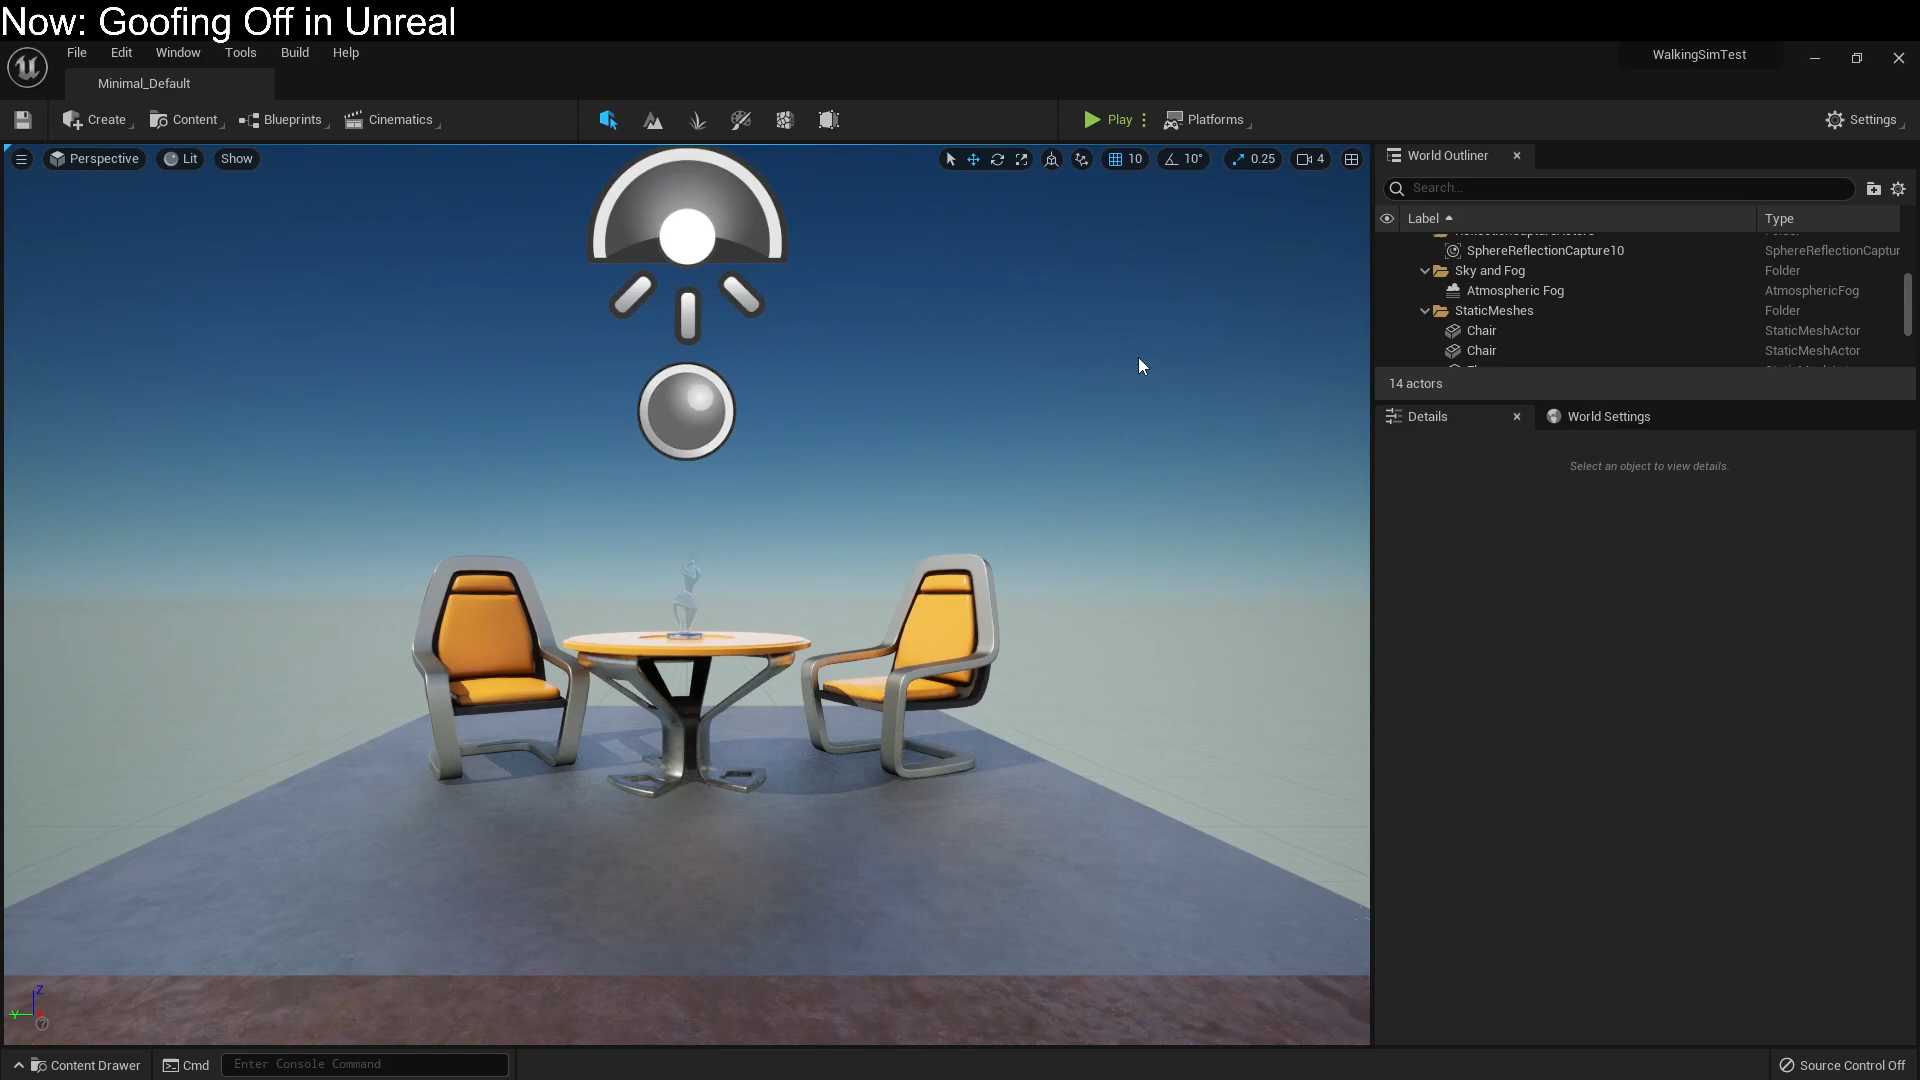 Now: Goofing Off in Unreal
File Edit Window Tools Build Help
WalkingSimTest
Minimal_Default
Create Content Blueprints Cinematics Play Platforms Settings
Perspective Lit Show 10 10° 0.25 4
World Outliner
Search...
Label Type
SphereReflectionCapture10 SphereReflectionCaptur
Sky and Fog Folder
Atmospheric Fog AtmosphericFog
StaticMeshes Folder
Chair StaticMeshActor
Chair StaticMeshActor
14 actors
Details World Settings
Select an object to view details.
Z
Y
Content Drawer Cmd Enter Console Command Source Control Off